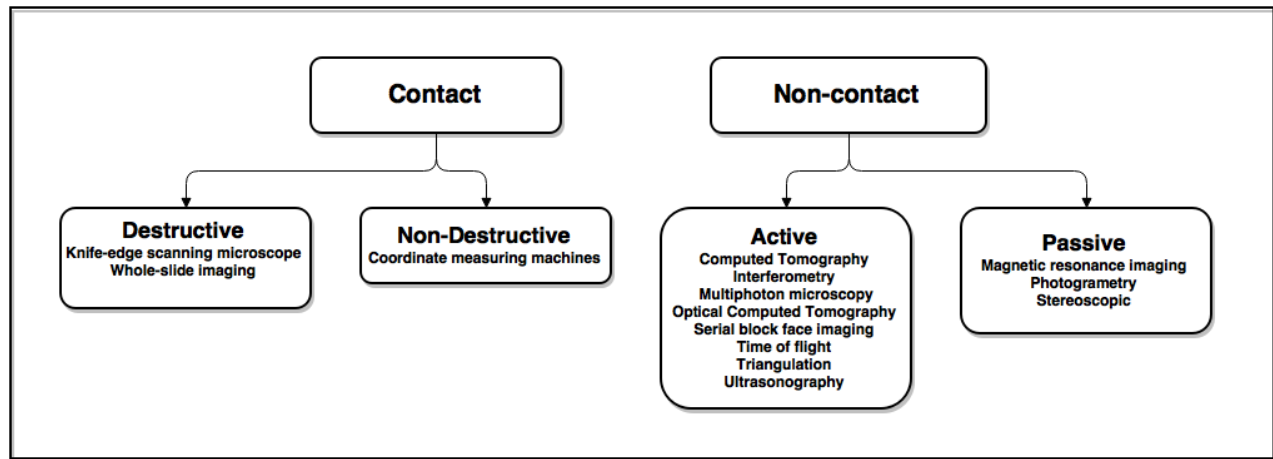 Contact
Non-contact
Destructive
Knife-edge scanning microscope
Whole-slide imaging
Non-Destructive
Coordinate measuring machines
Active
Computed Tomography
Interferometry
Multiphoton microscopy
Optical Computed Tomography
Serial block face imaging
Time of flight
Triangulation
Ultrasonography
Passive
Magnetic resonance imaging
Photogrametry
Stereoscopic